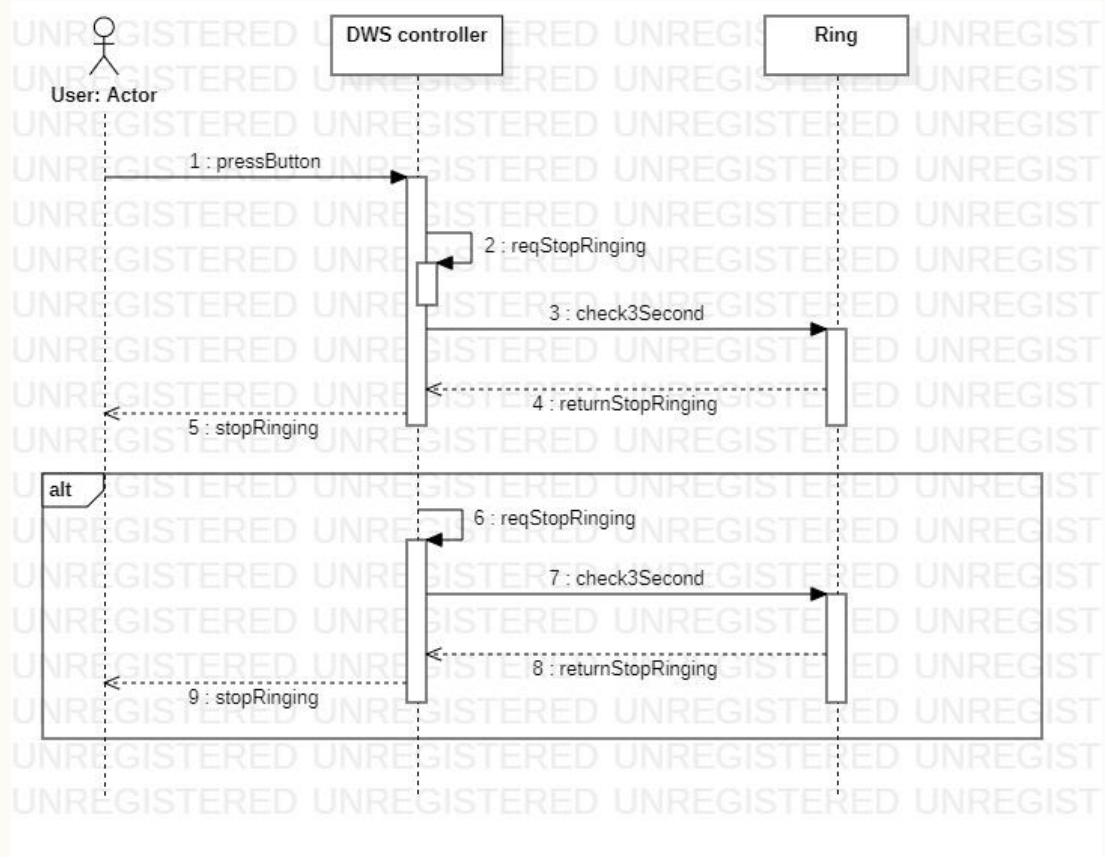 DWS controller
Ring
User: Actor
1 : pressButton
2 : reqStopRinging
3 : check3Second
4 : returnStopRinging
5 : stopRinging
alt
6 : reqStopRinging
7 : check3Second
8 : returnStopRinging
9 : stopRinging
UNREGISTERED